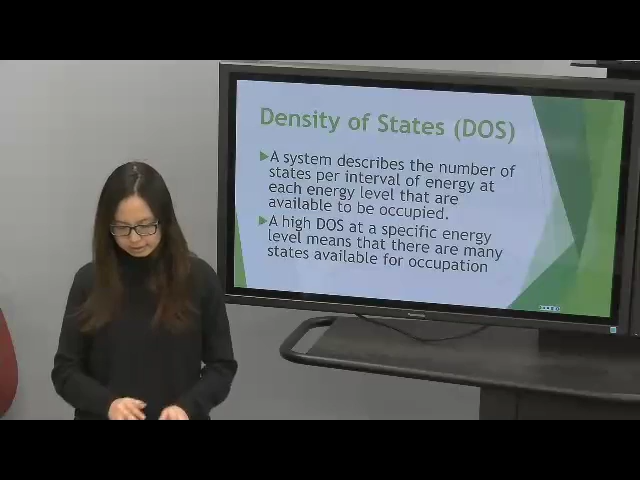 Density of States (DOS)
A system describes the number of
states per interval of energy at
each energy level that are
available to be occupied.
A high DOS at a specific energy
level means that there are many
states available for occupation
Panasonic